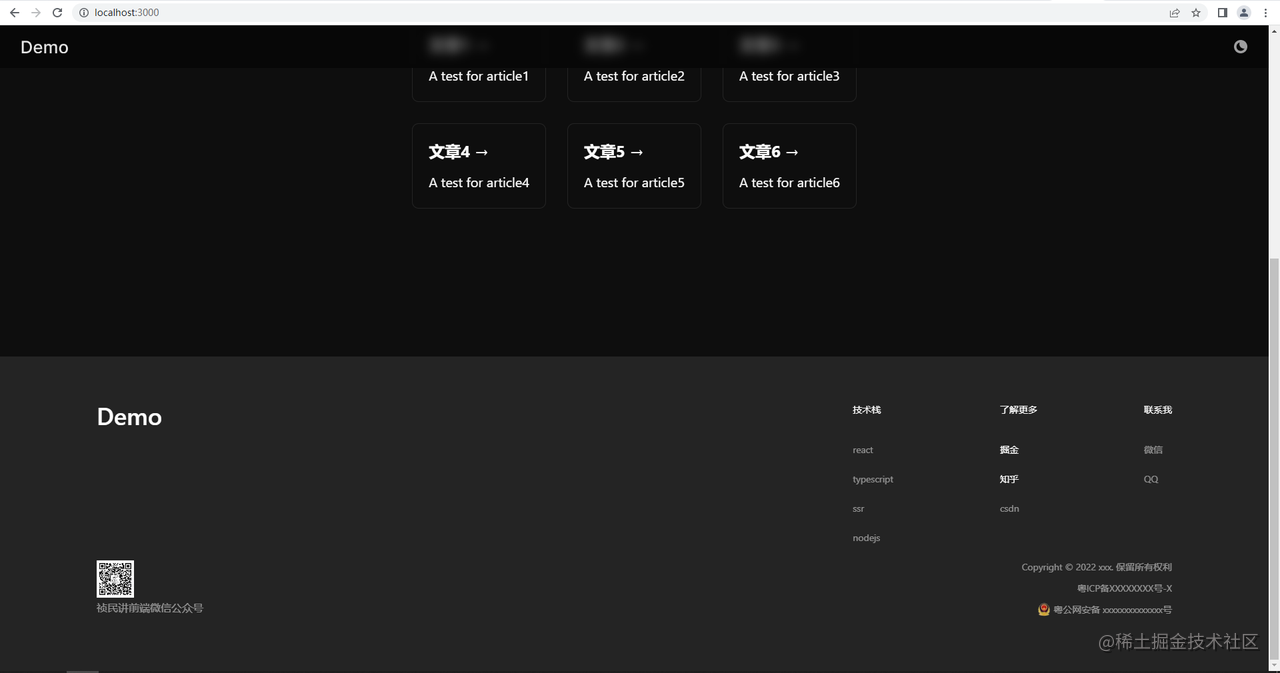 localhost:3000
Demo
A test for article1
A test for article2
A test for article3
文章4 →
A test for article4
文章5 →
A test for article5
文章6 →
A test for article6
Demo
技术栈
react
typescript
ssr
nodejs
了解更多
掘金
知乎
csdn
联系我
微信
QQ
祯民讲前端微信公众号
Copyright © 2022 xxx. 保留所有权利
粤ICP备XXXXXXXX号-X
粤公网安备 xxxxxxxxxxxxx号
@稀土掘金技术社区